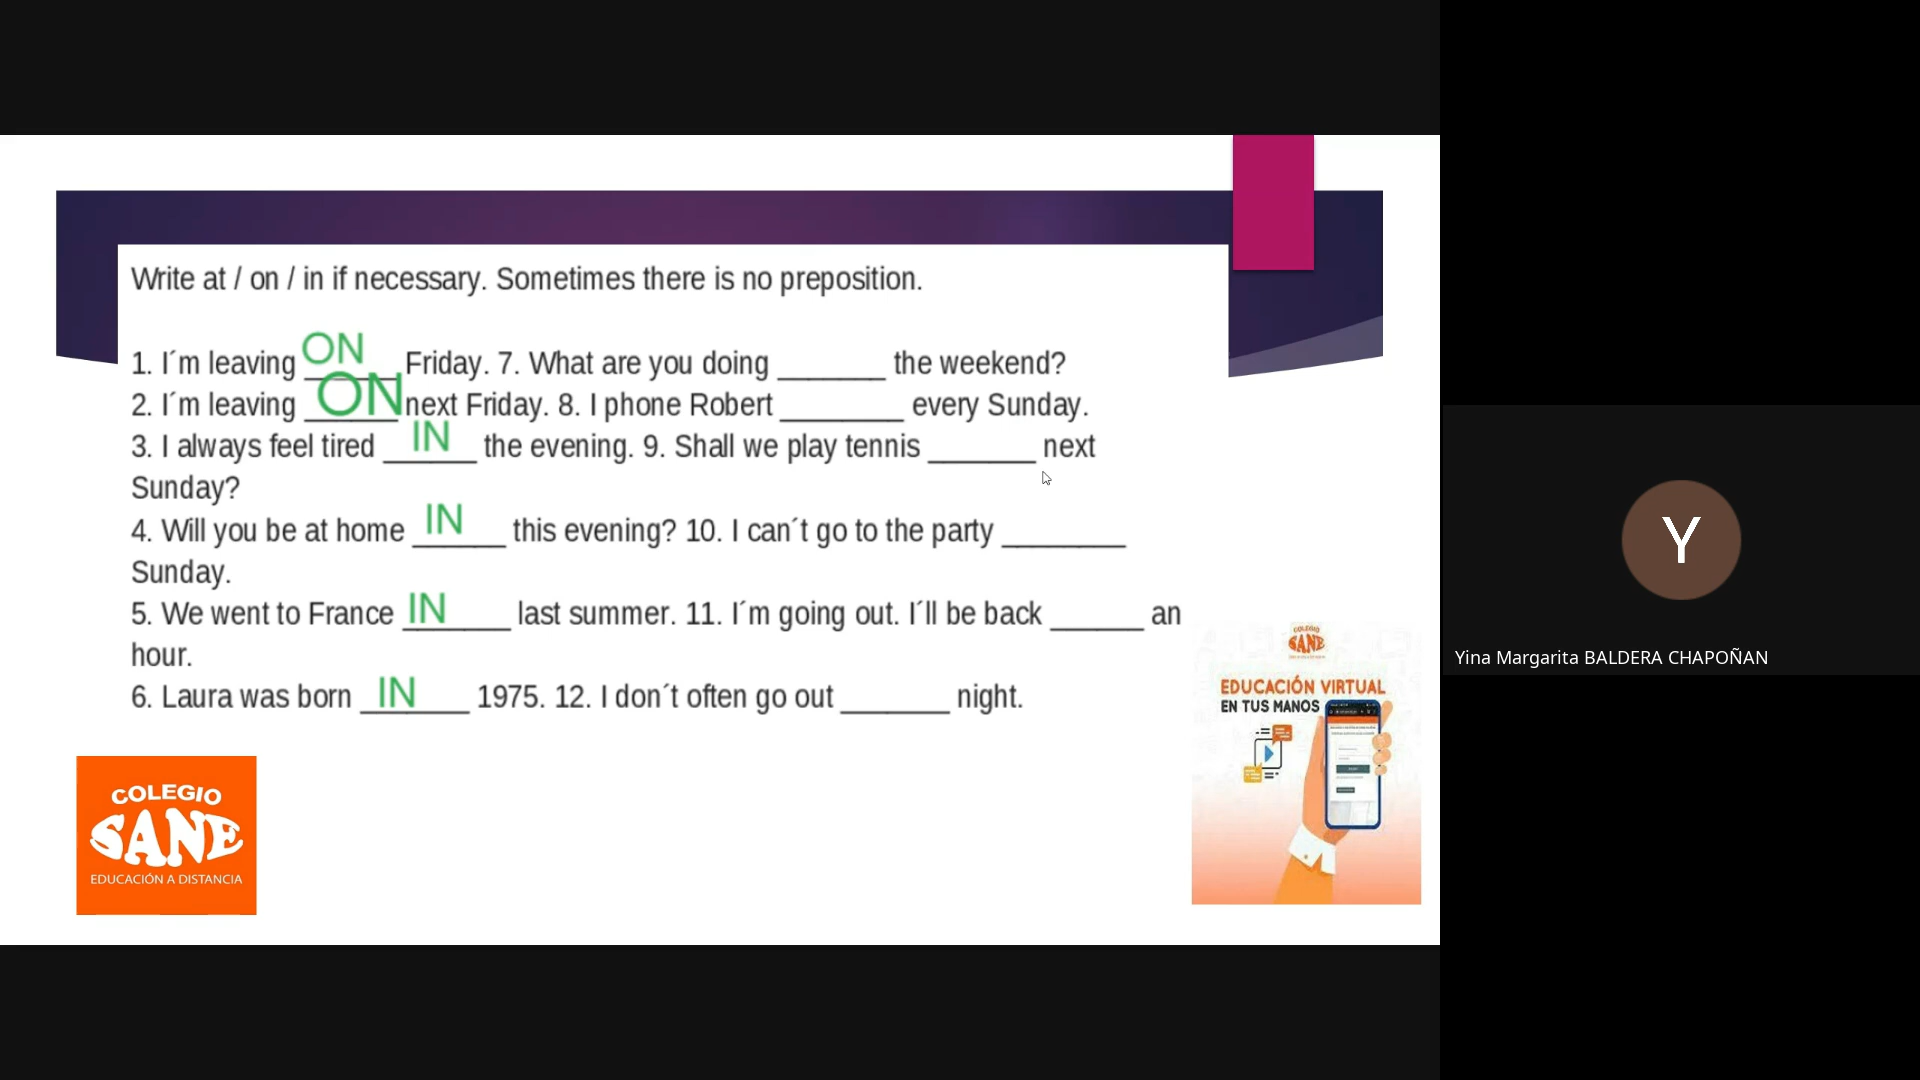 Write at / on / in if necessary. Sometimes there is no preposition.
1. I´m leaving ON Friday. 7. What are you doing _______ the weekend?
2. I´m leaving ON next Friday. 8. I phone Robert ________ every Sunday.
3. I always feel tired IN the evening. 9. Shall we play tennis _______ next
Sunday?
4. Will you be at home IN this evening? 10. I can´t go to the party ________
Sunday.
5. We went to France IN last summer. 11. I´m going out. I´ll be back ______ an
hour.
6. Laura was born IN 1975. 12. I don´t often go out _______ night.
COLEGIO
SANE
EDUCACIÓN A DISTANCIA
COLEGIO
SANE
EDUCACIÓN VIRTUAL
EN TUS MANOS
Y
Yina Margarita BALDERA CHAPOÑAN